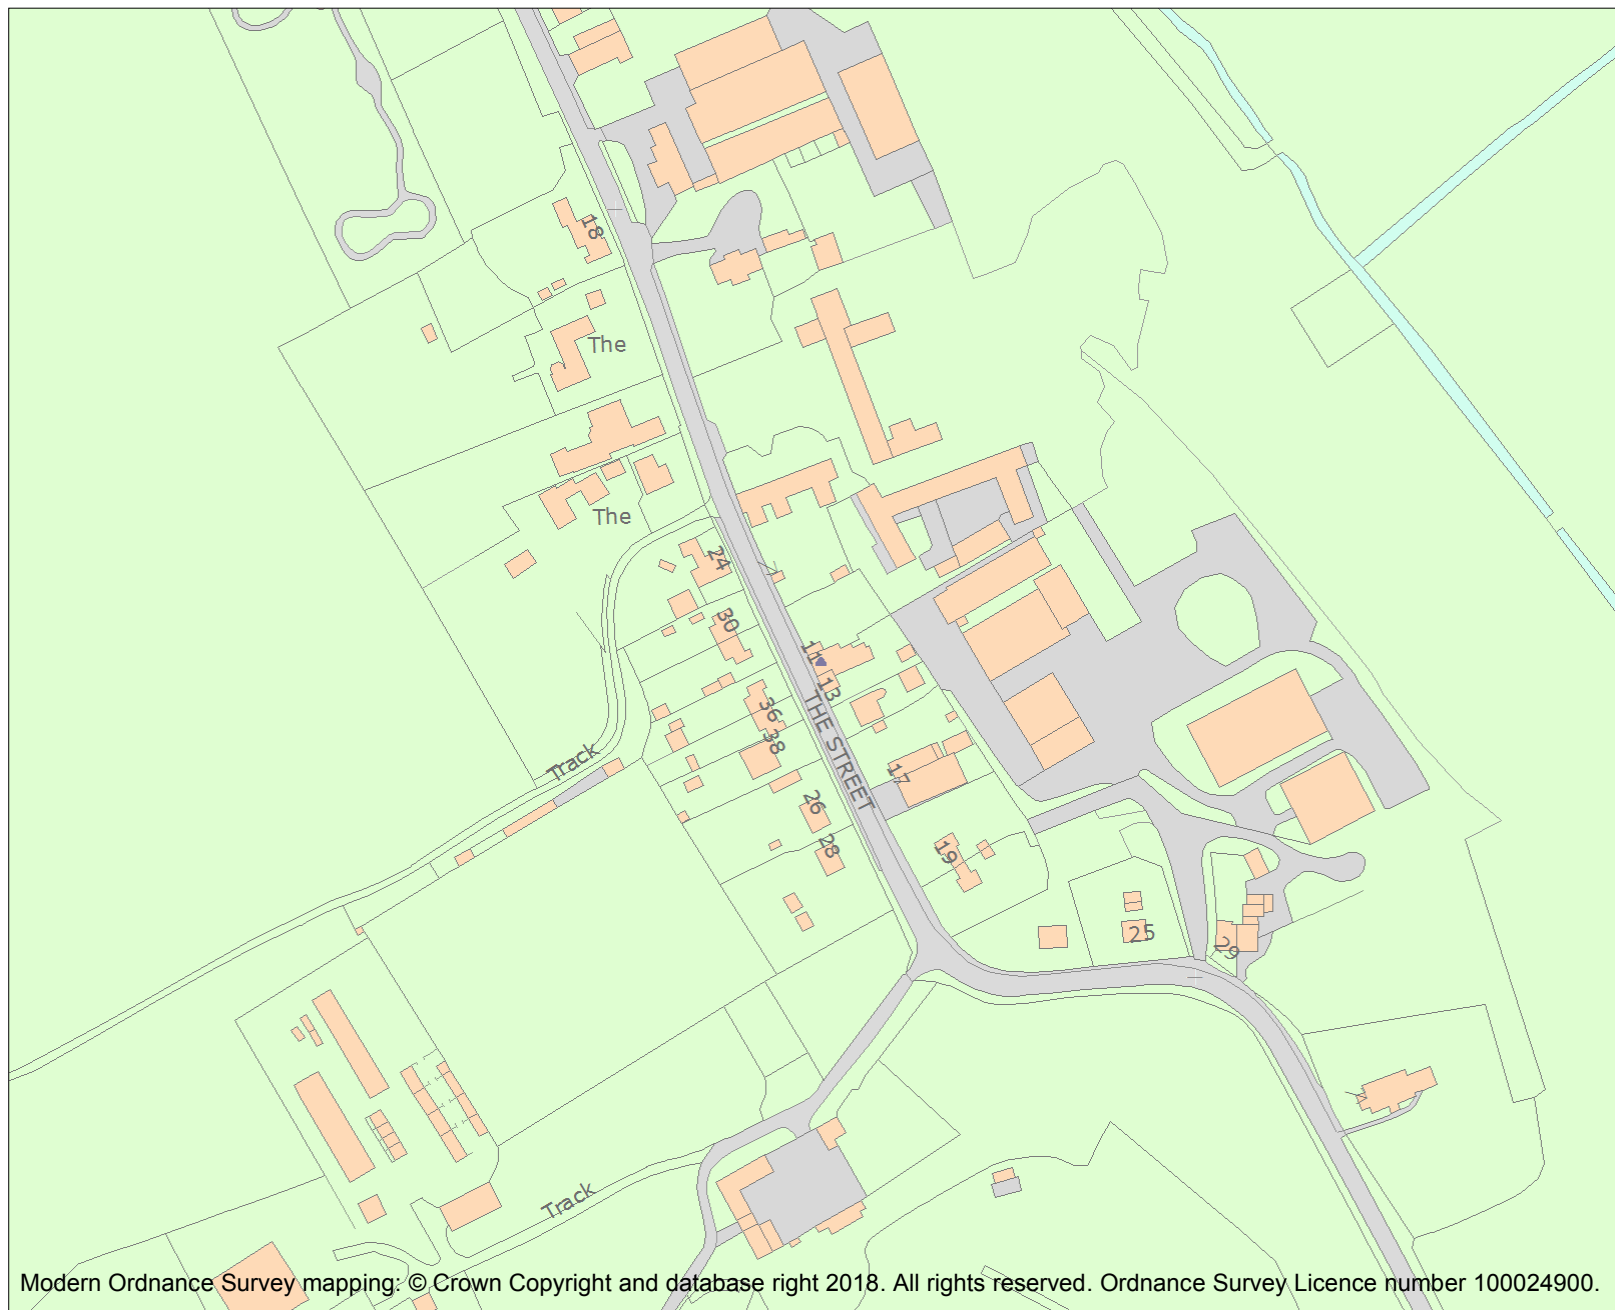 18
The
The
24
30
11
13
36
THE STREET
38
Track
17
26
28
19
25
29
Track
Modern Ordnance Survey mapping: © Crown Copyright and database right 2018. All rights reserved. Ordnance Survey Licence number 100024900.